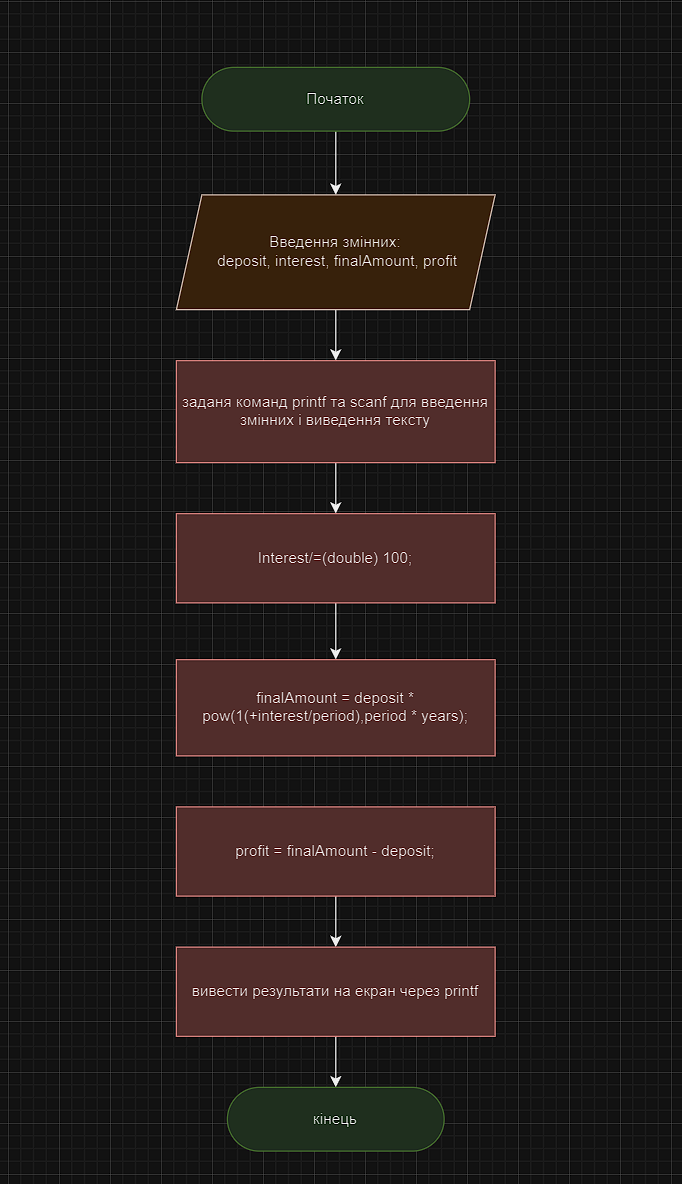 Початок
Введення змінних:
deposit, interest, finalAmount, profit
заданя команд printf та scanf для введення
змінних і виведення тексту
Interest/=(double) 100;
finalAmount = deposit *
pow(1(+interest/period),period * years);
profit = finalAmount - deposit;
вивести результати на екран через printf
кінець